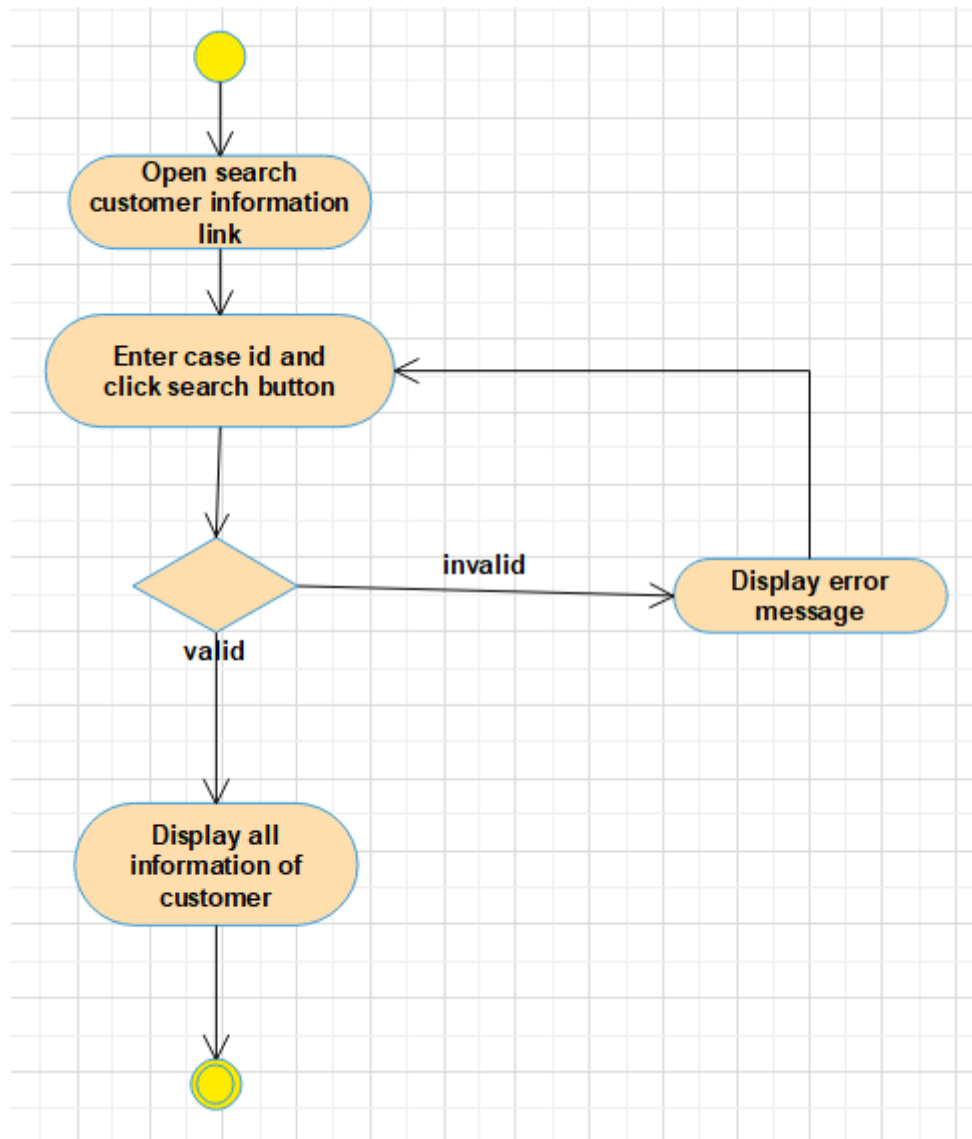 Open search
customer information
link
Enter case id and
click search button
invalid
Display error
message
valid
Display all
information of
customer